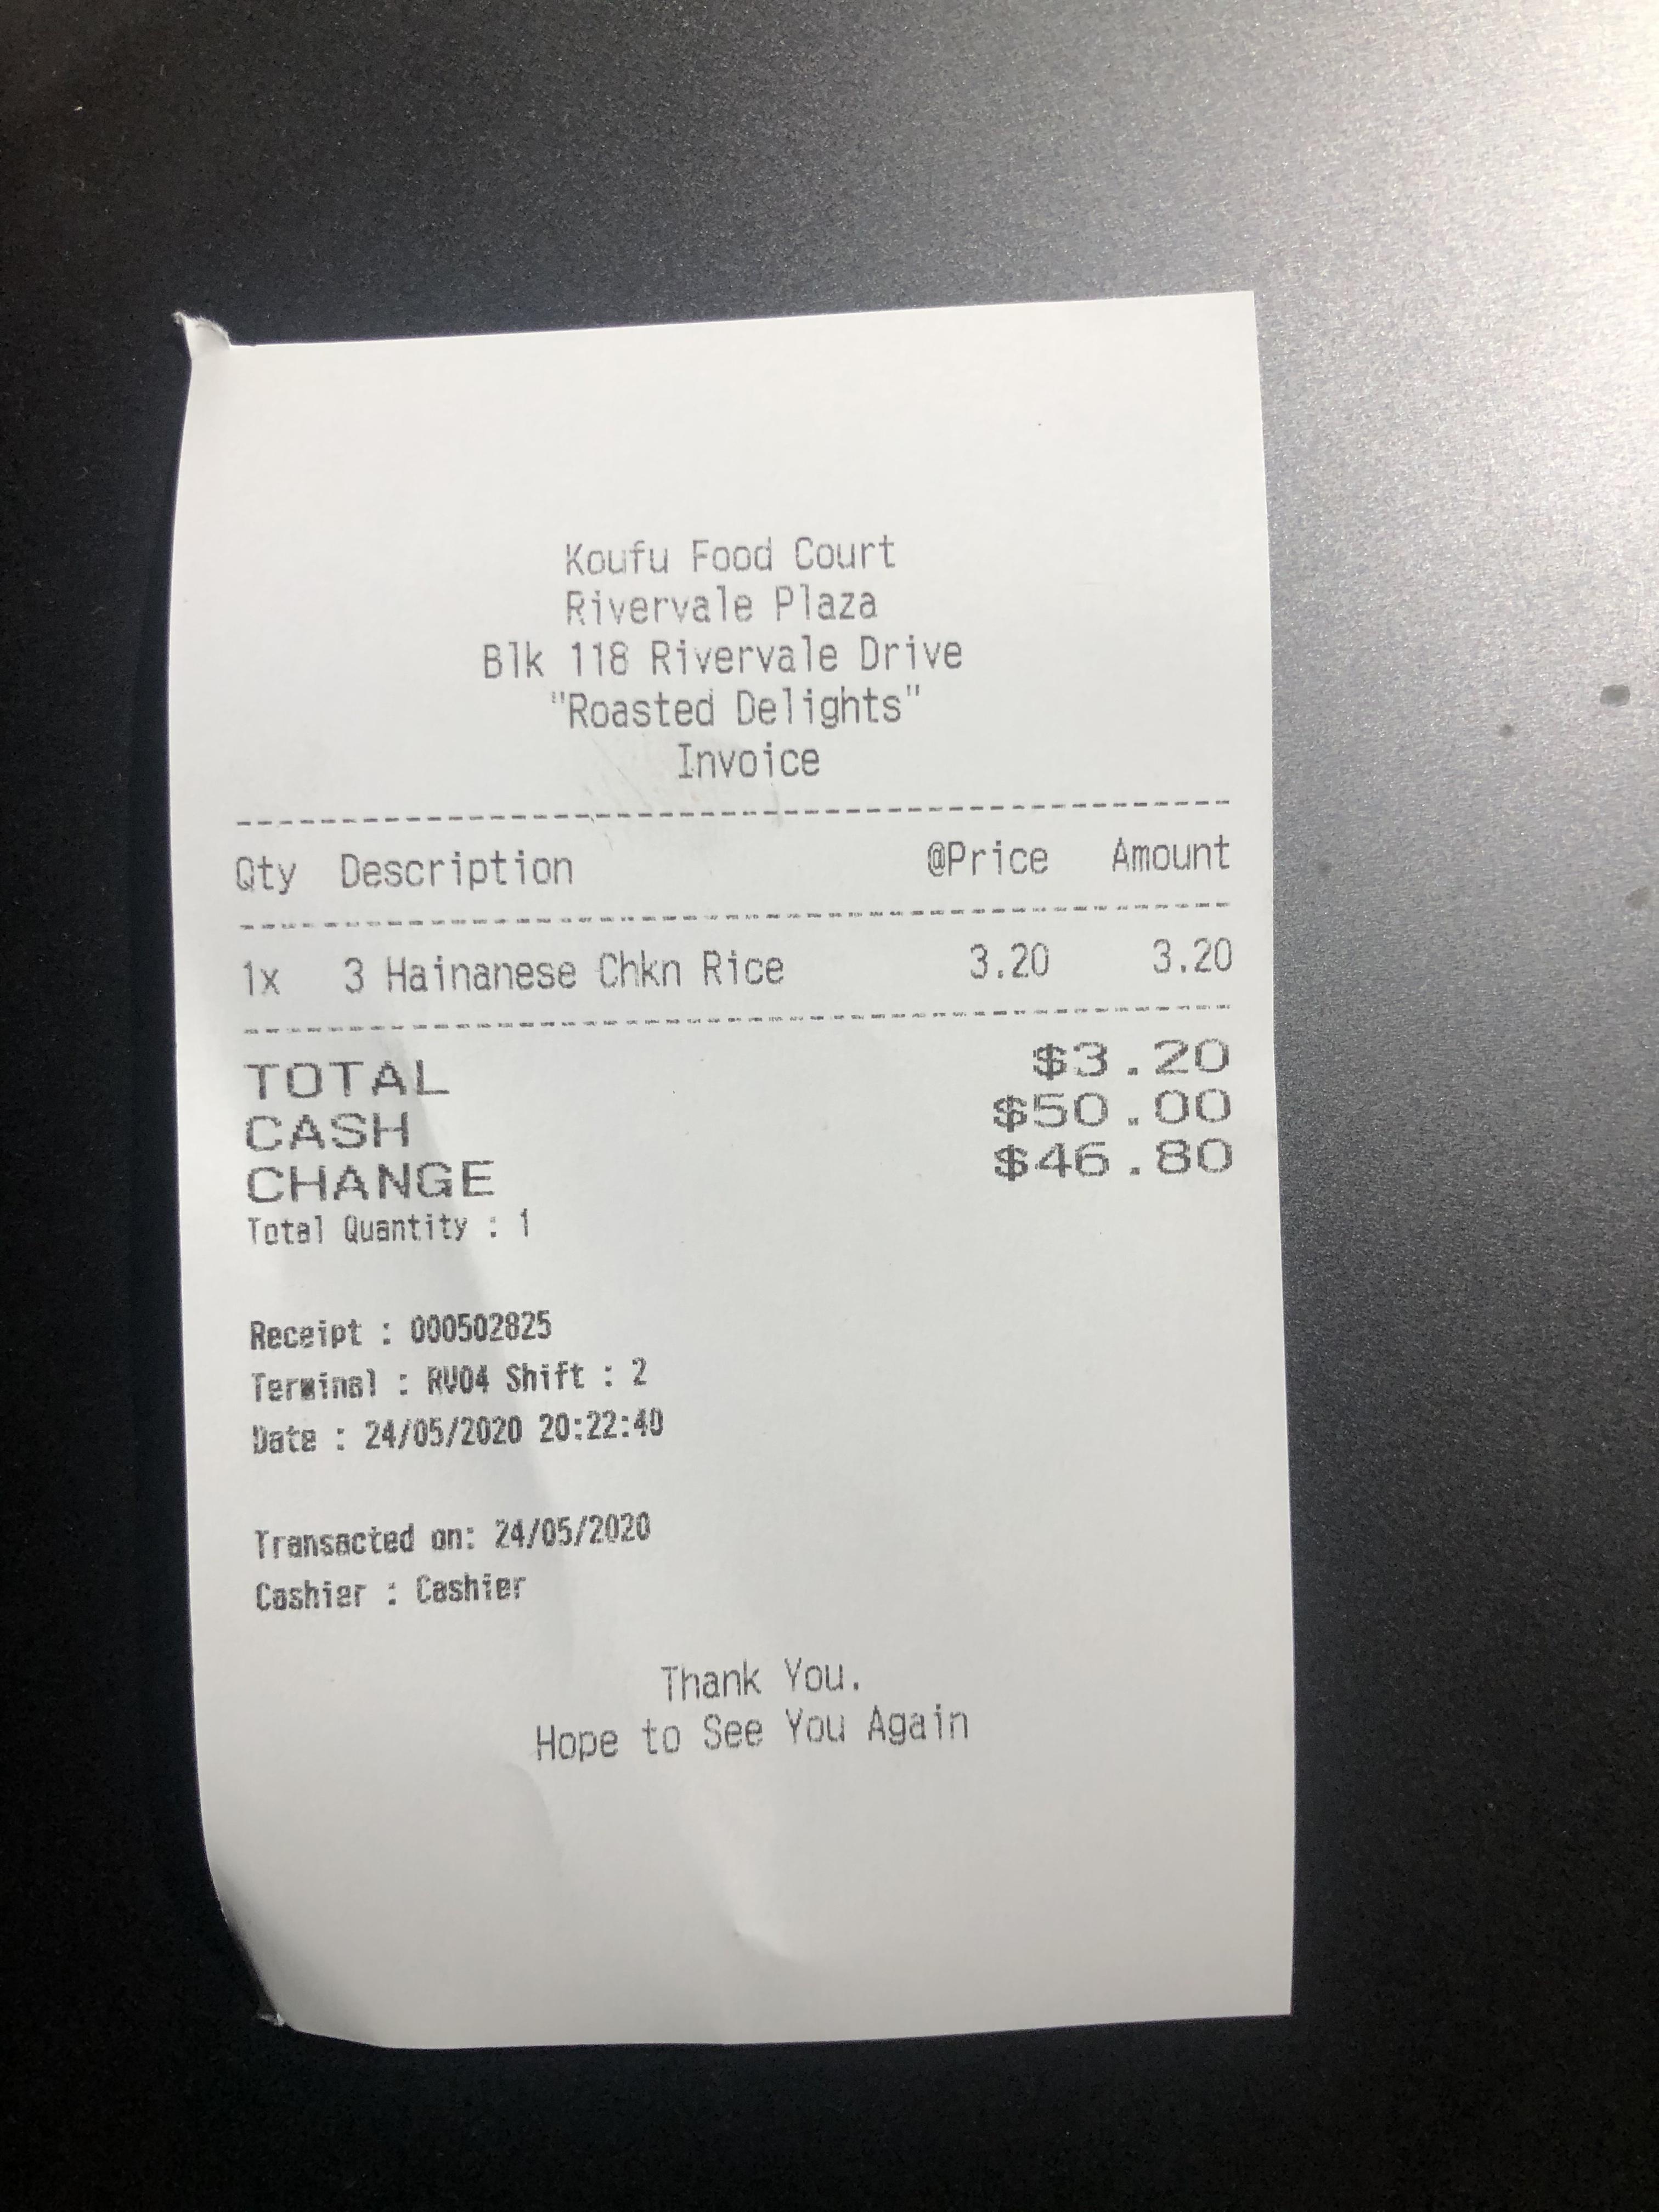 Koufu Food Court
Rivervale Plaza
Blk 118 Rivervale Drive
"Roasted Delights"
Invoice
Qty Description @Price Amount
1x 3 Hainanese Chkn Rice 3.20 3.20
TOTAL $3.20
CASH $50.00
CHANGE $46.80
Total Quantity : 1
Receipt : 000502825
Terminal : RV04 Shift : 2
Date : 24/05/2020 20:22:40
Transacted on: 24/05/2020
Cashier : Cashier
Thank You.
Hope to See You Again